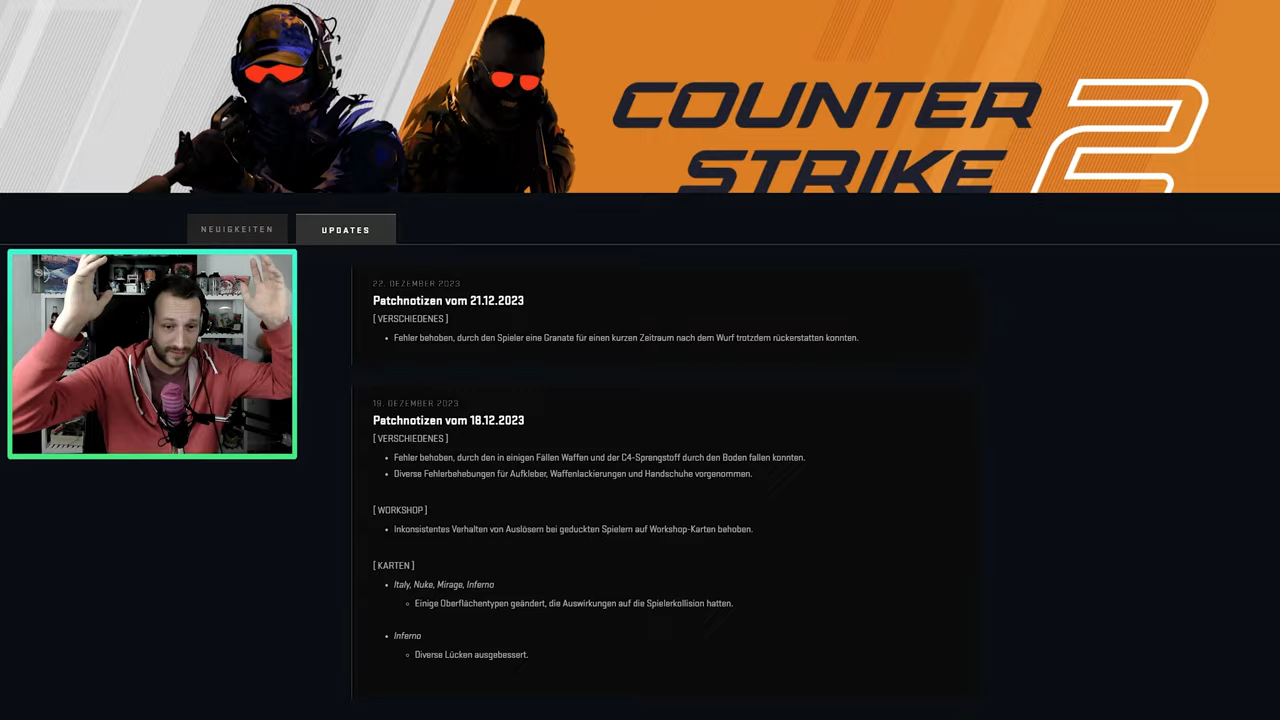 COUNTER
STRIKE 2
NEUIGKEITEN
UPDATES
22. DEZEMBER 2023
Patchnotizen vom 21.12.2023
[ VERSCHIEDENES ]
• Fehler behoben, durch den Spieler eine Granate für einen kurzen Zeitraum nach dem Wurf trotzdem rückerstatten konnten.
19. DEZEMBER 2023
Patchnotizen vom 18.12.2023
[ VERSCHIEDENES ]
• Fehler behoben, durch den in einigen Fällen Waffen und der C4-Sprengstoff durch den Boden fallen konnten.
• Diverse Fehlerbehebungen für Aufkleber, Waffenlackierungen und Handschuhe vorgenommen.
[ WORKSHOP ]
• Inkonsistentes Verhalten von Auslösern bei geduckten Spielern auf Workshop-Karten behoben.
[ KARTEN ]
• Italy, Nuke, Mirage, Inferno
◦ Einige Oberflächentypen geändert, die Auswirkungen auf die Spielerkollision hatten.
• Inferno
◦ Diverse Lücken ausgebessert.